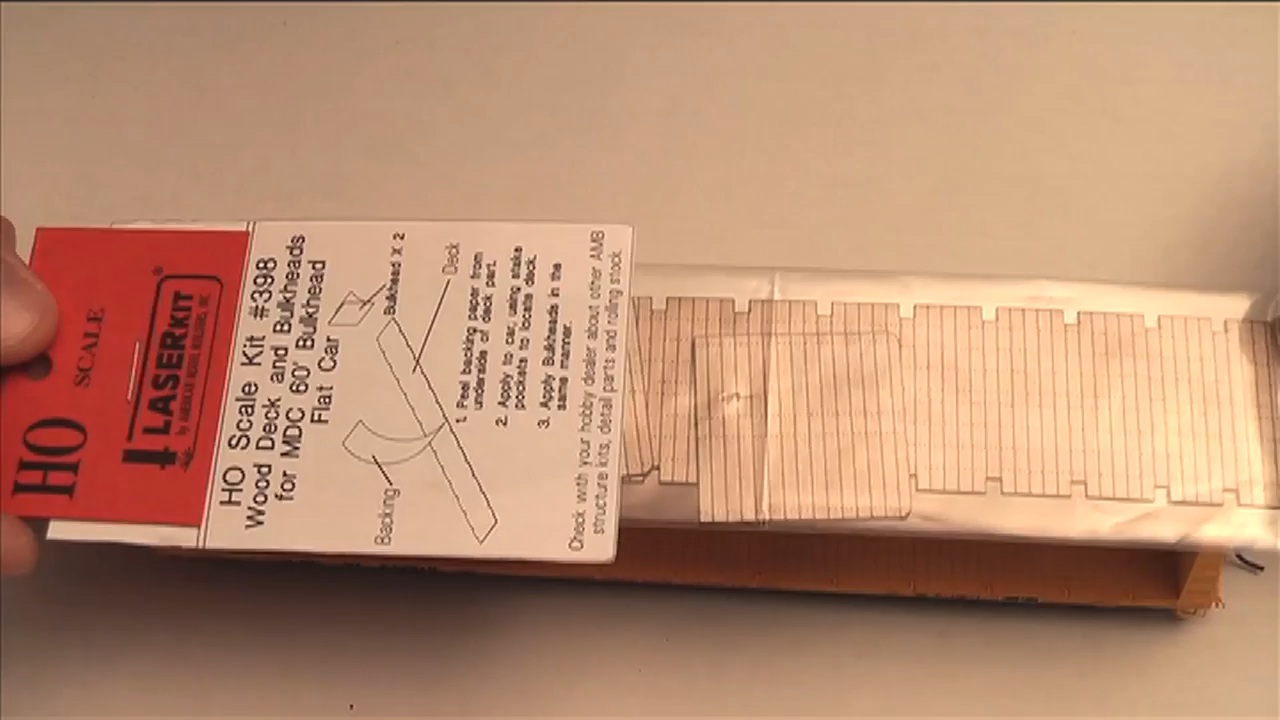 HO
SCALE
LASERKIT
®
HO Scale Kit #398
Wood Deck and Bulkheads
for MDC 60' Bulkhead
Flat Car
Bulkhead X 2
Deck
Backing
1. Peel backing paper from
underside of deck part.
2. Apply to car, using stake
pockets to locate deck.
3. Apply Bulkheads in the
same manner.
Check with your hobby dealer about other AMB
structure kits, detail parts and rolling stock.